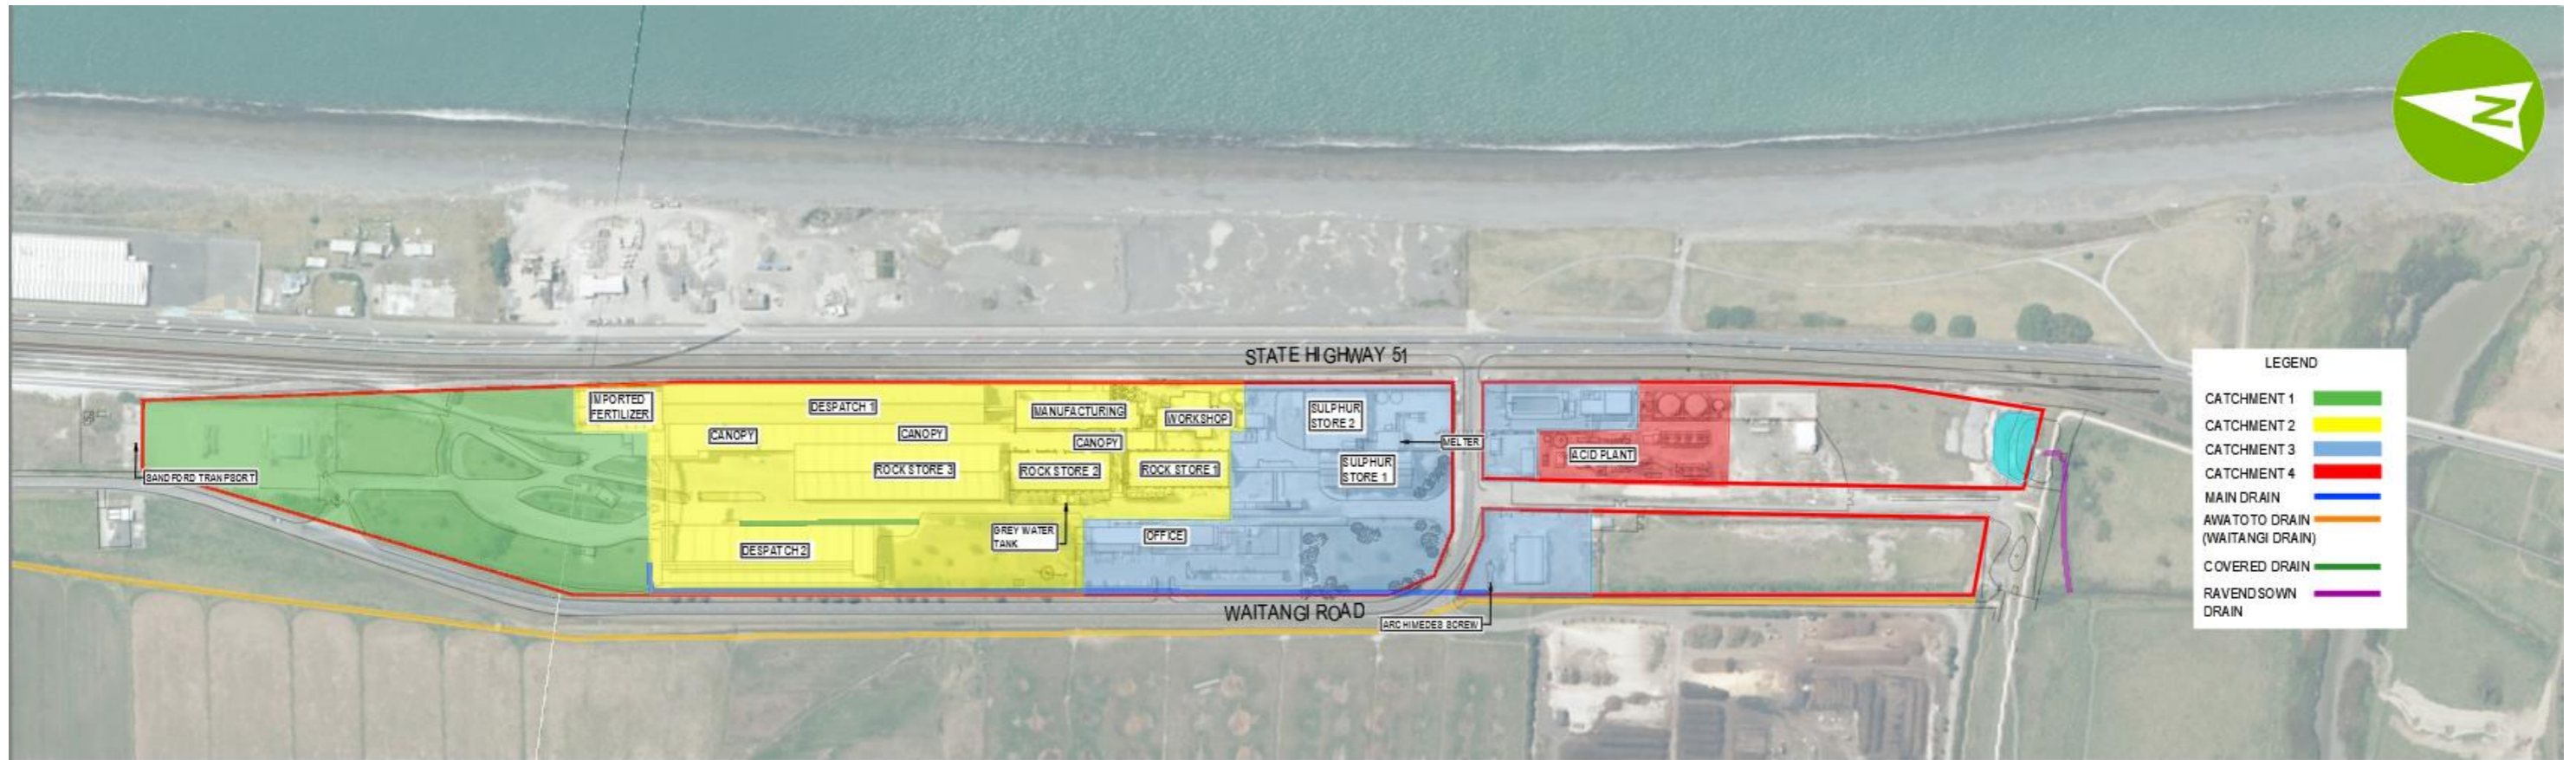 N
STATE HIGHWAY 51
IMPORTED
FERTILIZER
DESPATCH 1
MANUFACTURING
WORKSHOP
SULPHUR
STORE 2
CANOPY
CANOPY
CANOPY
MELTER
ACID PLANT
ROCK STORE 3
ROCK STORE 2
ROCK STORE 1
SULPHUR
STORE 1
SANDFORD TRANPSORT
GREY WATER
TANK
OFFICE
DESPATCH 2
WAITANGI ROAD
ARCHIMEDES SCREW
LEGEND
CATCHMENT 1
CATCHMENT 2
CATCHMENT 3
CATCHMENT 4
MAIN DRAIN
AWATOTO DRAIN
(WAITANGI DRAIN)
COVERED DRAIN
RAVENDSOWN
DRAIN